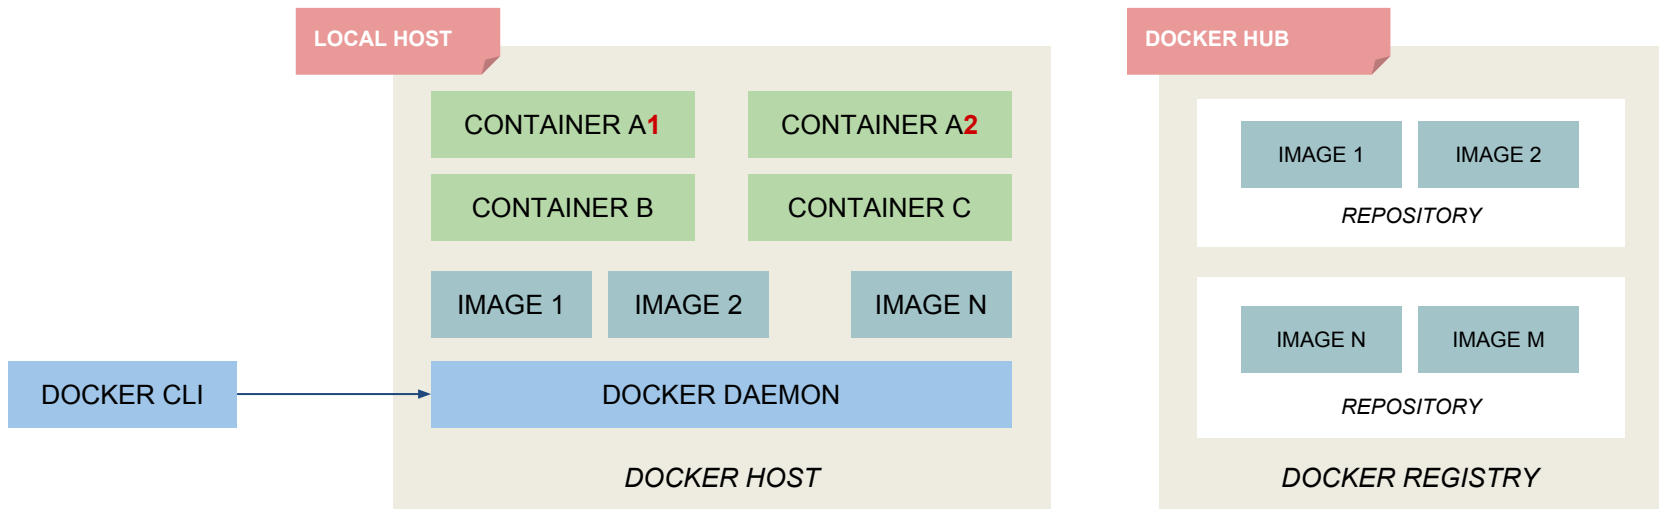 LOCAL HOST
CONTAINER A1
CONTAINER A2
CONTAINER B
CONTAINER C
IMAGE 1
IMAGE 2
IMAGE N
DOCKER CLI
DOCKER DAEMON
DOCKER HOST
DOCKER HUB
IMAGE 1
IMAGE 2
REPOSITORY
IMAGE N
IMAGE M
REPOSITORY
DOCKER REGISTRY